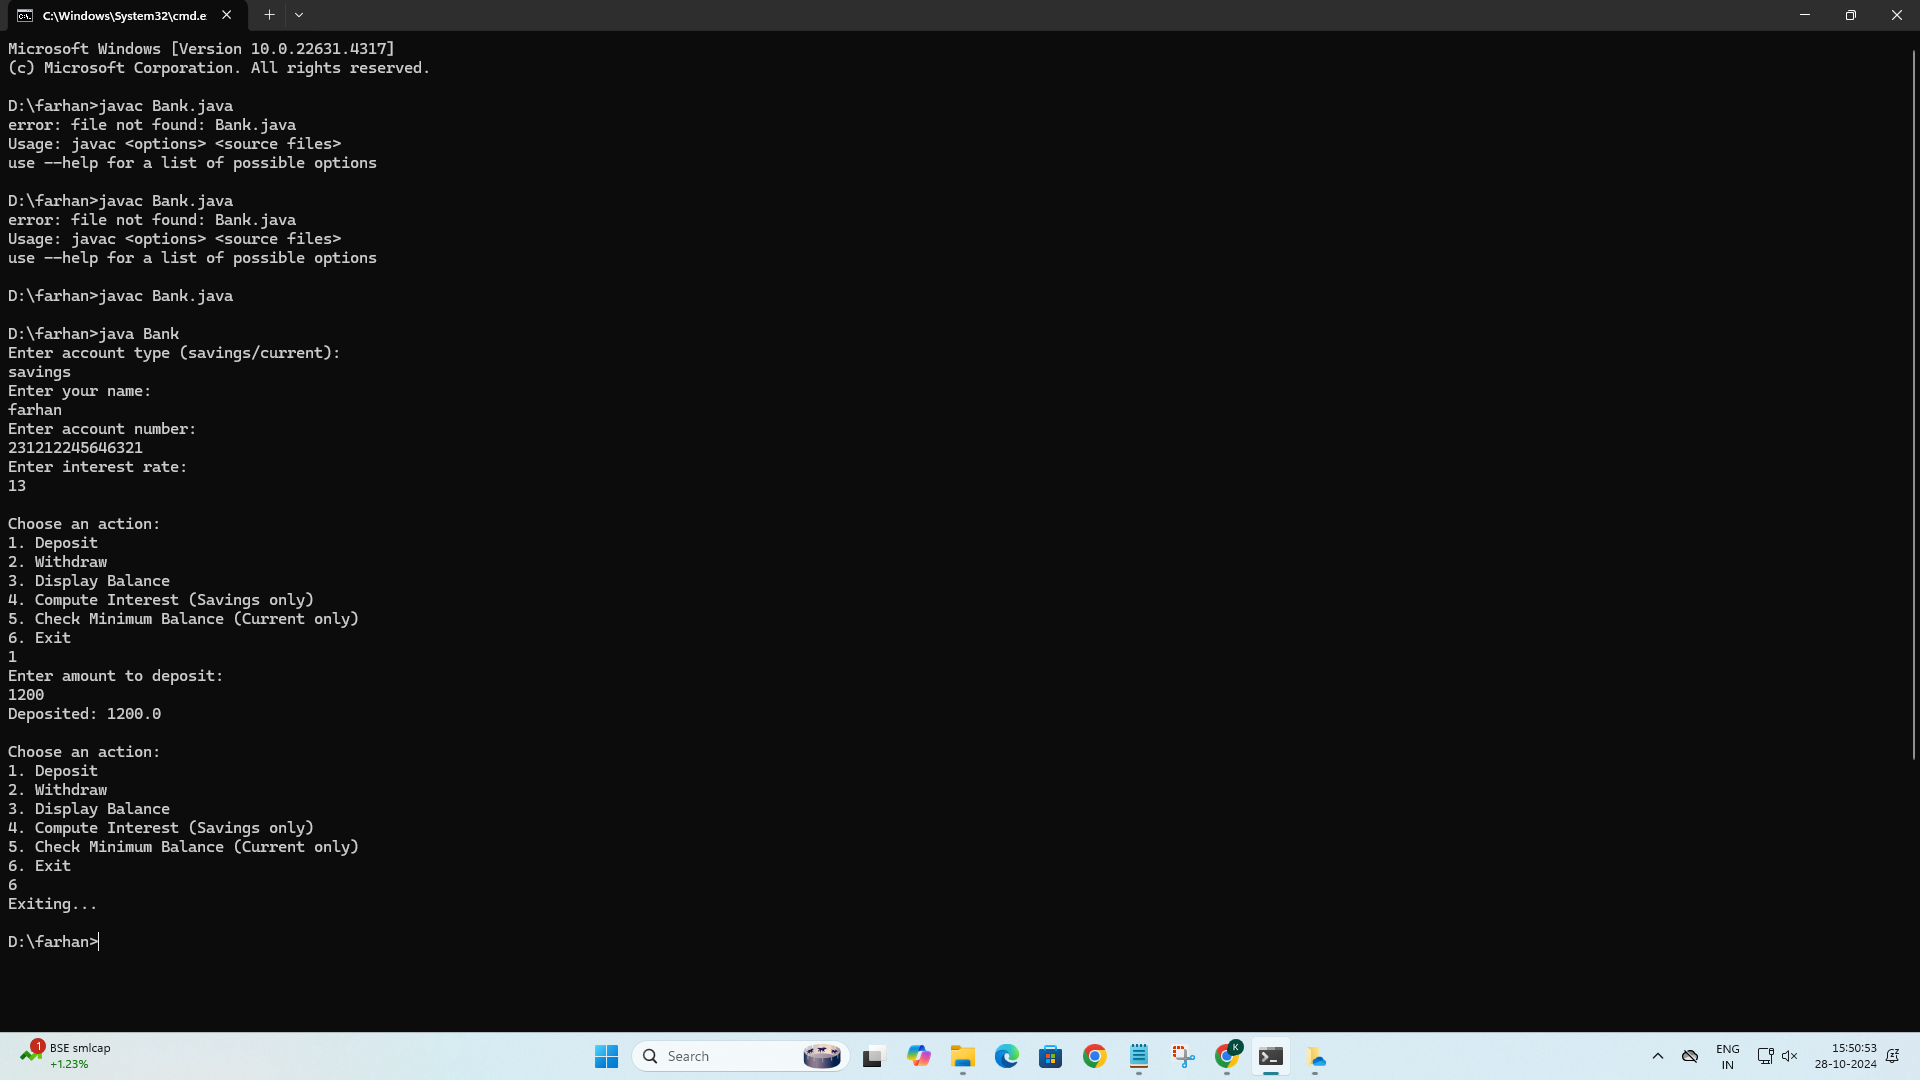 C:\Windows\System32\cmd.e
Microsoft Windows [Version 10.0.22631.4317]
(c) Microsoft Corporation. All rights reserved.
D:\farhan>javac Bank.java
error: file not found: Bank.java
Usage: javac <options> <source files>
use --help for a list of possible options
D:\farhan>javac Bank.java
error: file not found: Bank.java
Usage: javac <options> <source files>
use --help for a list of possible options
D:\farhan>javac Bank.java
D:\farhan>java Bank
Enter account type (savings/current):
savings
Enter your name:
farhan
Enter account number:
231212245646321
Enter interest rate:
13
Choose an action:
1. Deposit
2. Withdraw
3. Display Balance
4. Compute Interest (Savings only)
5. Check Minimum Balance (Current only)
6. Exit
1
Enter amount to deposit:
1200
Deposited: 1200.0
Choose an action:
1. Deposit
2. Withdraw
3. Display Balance
4. Compute Interest (Savings only)
5. Check Minimum Balance (Current only)
6. Exit
6
Exiting...
D:\farhan>
1
BSE smlcap
+1.23%
Search
K
ENG
IN
15:50:53
28-10-2024